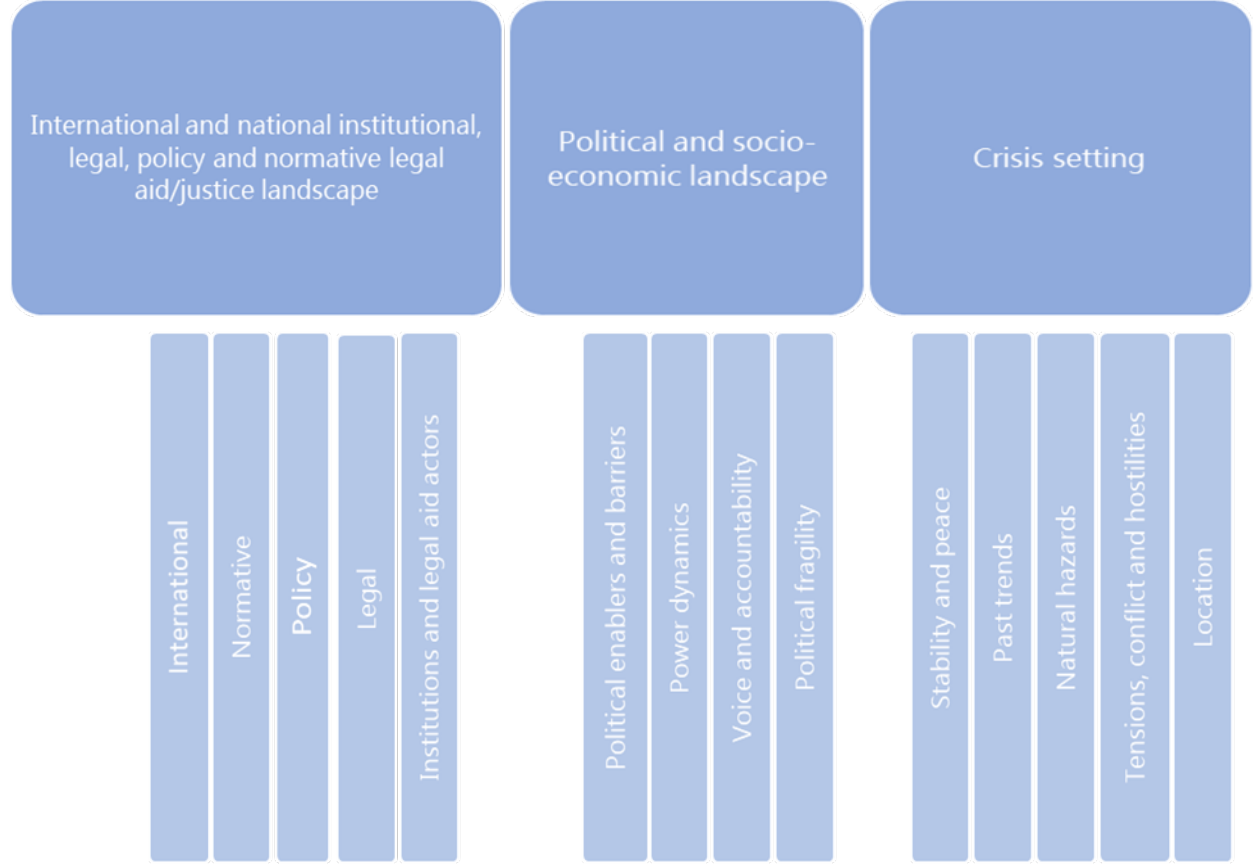 International and national institutional,
legal, policy and normative legal
aid/justice landscape
Political and socio-
economic landscape
Crisis setting
International
Normative
Policy
Legal
Institutions and legal aid actors
Political enablers and barriers
Power dynamics
Voice and accountability
Political fragility
Stability and peace
Past trends
Natural hazards
Tensions, conflict and hostilities
Location